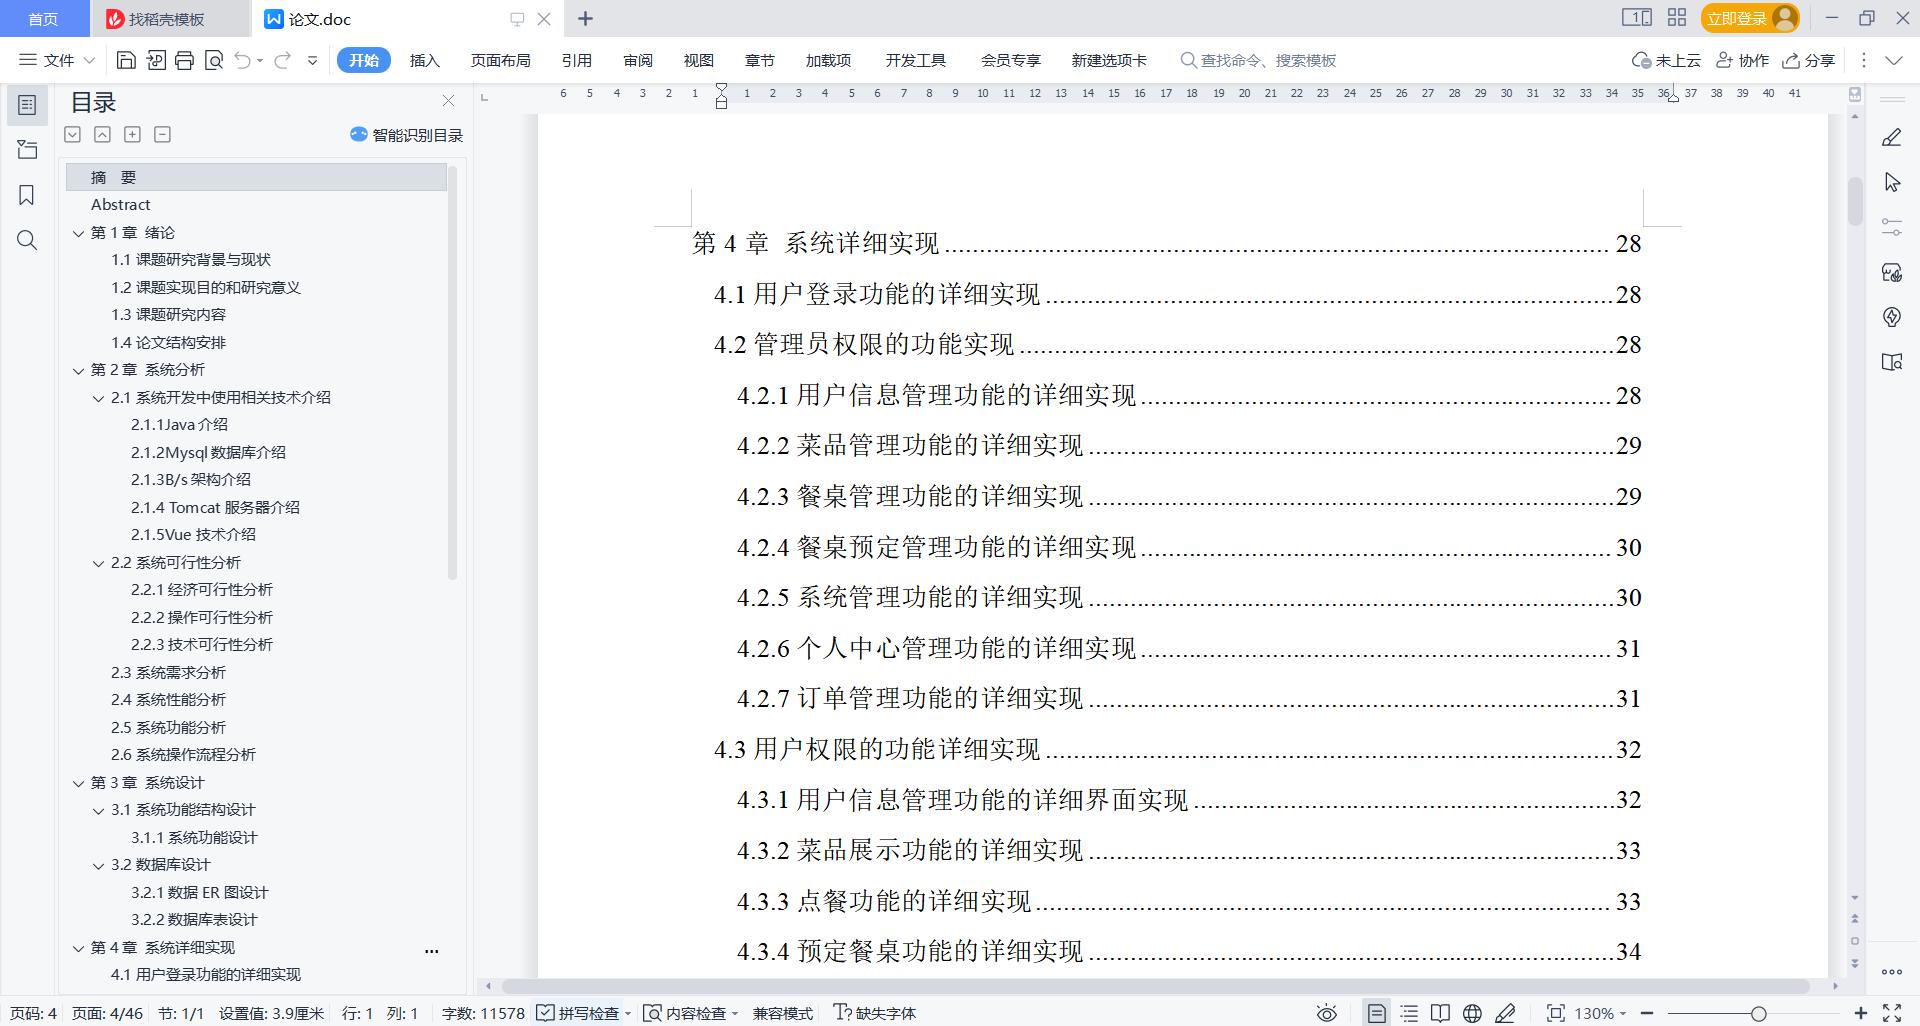 首页 找稻壳模板 论文.doc 1 立即登录
文件 开始 插入 页面布局 引用 审阅 视图 章节 加载项 开发工具 会员专享 新建选项卡 查找命令、搜索模板 未上云 协作 分享
6 5 4 3 2 1 1 2 3 4 5 6 7 8 9 10 11 12 13 14 15 16 17 18 19 20 21 22 23 24 25 26 27 28 29 30 31 32 33 34 35 36 37 38 39 40 41
目录
智能识别目录
摘 要
Abstract
第 1 章 绪论
1.1 课题研究背景与现状
1.2 课题实现目的和研究意义
1.3 课题研究内容
1.4 论文结构安排
第 2 章 系统分析
2.1 系统开发中使用相关技术介绍
2.1.1Java 介绍
2.1.2Mysql 数据库介绍
2.1.3B/s 架构介绍
2.1.4 Tomcat 服务器介绍
2.1.5Vue 技术介绍
2.2 系统可行性分析
2.2.1 经济可行性分析
2.2.2 操作可行性分析
2.2.3 技术可行性分析
2.3 系统需求分析
2.4 系统性能分析
2.5 系统功能分析
2.6 系统操作流程分析
第 3 章 系统设计
3.1 系统功能结构设计
3.1.1 系统功能设计
3.2 数据库设计
3.2.1 数据 ER 图设计
3.2.2 数据库表设计
第 4 章 系统详细实现 ...
4.1 用户登录功能的详细实现
第 4 章 系统详细实现 28
4.1 用户登录功能的详细实现 28
4.2 管理员权限的功能实现 28
4.2.1 用户信息管理功能的详细实现 28
4.2.2 菜品管理功能的详细实现 29
4.2.3 餐桌管理功能的详细实现 29
4.2.4 餐桌预定管理功能的详细实现 30
4.2.5 系统管理功能的详细实现 30
4.2.6 个人中心管理功能的详细实现 31
4.2.7 订单管理功能的详细实现 31
4.3 用户权限的功能详细实现 32
4.3.1 用户信息管理功能的详细界面实现 32
4.3.2 菜品展示功能的详细实现 33
4.3.3 点餐功能的详细实现 33
4.3.4 预定餐桌功能的详细实现 34
页码: 4 页面: 4/46 节: 1/1 设置值: 3.9厘米 行: 1 列: 1 字数: 11578 拼写检查 内容检查 兼容模式 缺失字体 130%